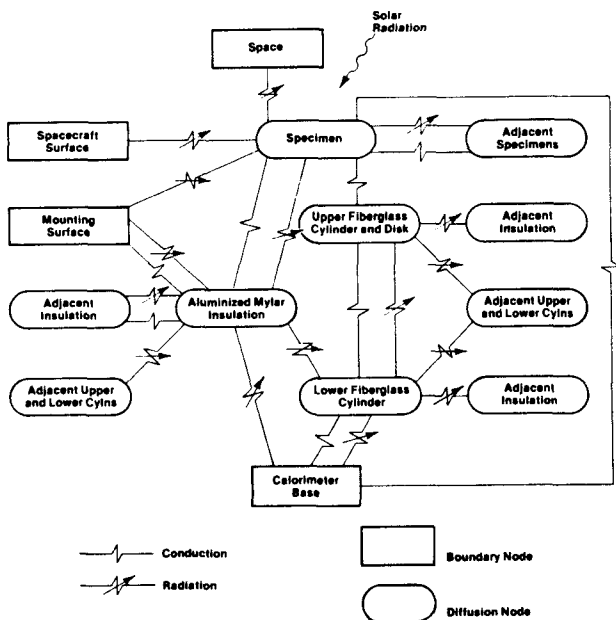 Solar
Radiation
Space
Spacecraft
Surface
Specimen
Adjacent
Specimens
Mounting
Surface
Upper Fiberglass
Cylinder and Disk
Adjacent
Insulation
Adjacent
Insulation
Aluminized Mylar
Insulation
Adjacent Upper
and Lower Cylns
Adjacent Upper
and Lower Cylns
Lower Fiberglass
Cylinder
Adjacent
Insulation
Calorimeter
Base
Conduction
Boundary Node
Radiation
Diffusion Node